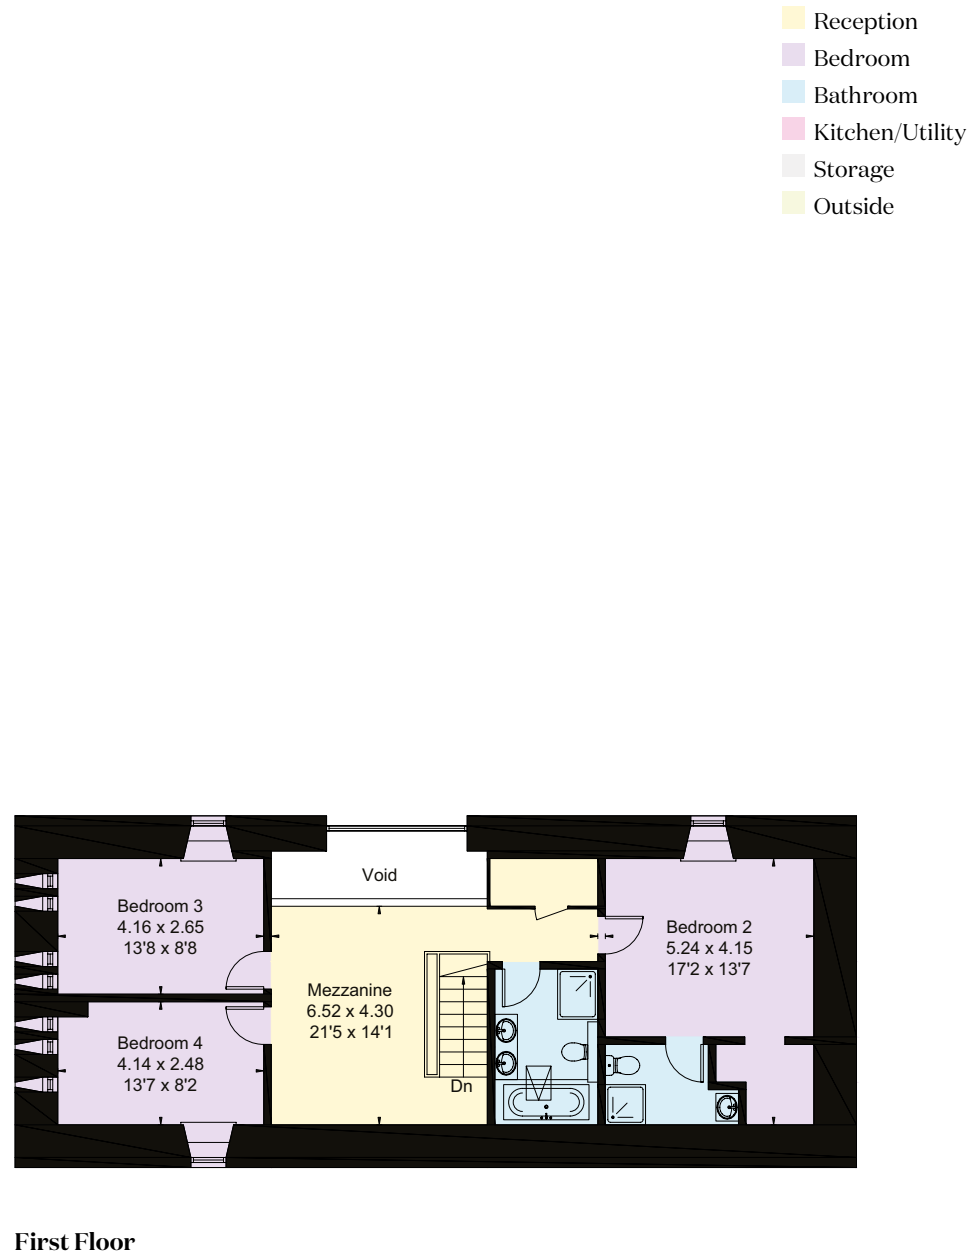 Reception
Bedroom
Bathroom
Kitchen/Utility
Storage
Outside
Void
Bedroom 3
4.16 x 2.65
13'8 x 8'8
Bedroom 2
5.24 x 4.15
17'2 x 13'7
Mezzanine
6.52 x 4.30
21'5 x 14'1
Bedroom 4
4.14 x 2.48
13'7 x 8'2
Dn
First Floor